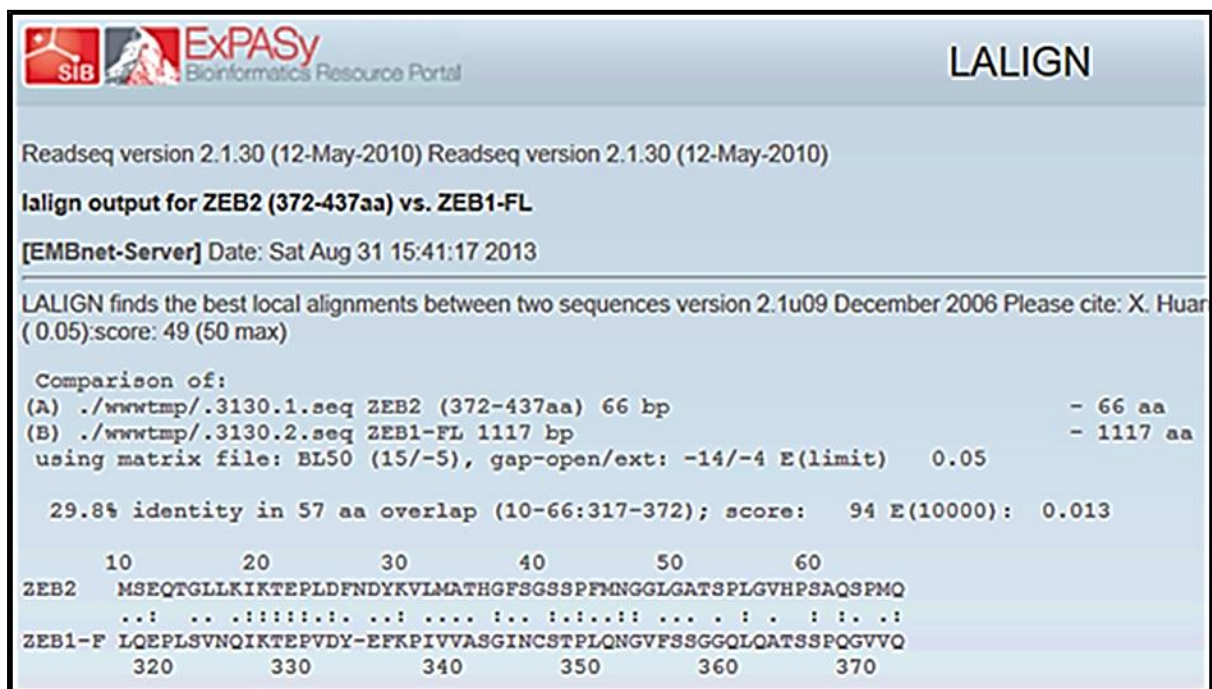 SIB ExPASy
Bioinformatics Resource Portal
LALIGN
Readseq version 2.1.30 (12-May-2010) Readseq version 2.1.30 (12-May-2010)
lalign output for ZEB2 (372-437aa) vs. ZEB1-FL
[EMBnet-Server] Date: Sat Aug 31 15:41:17 2013
LALIGN finds the best local alignments between two sequences version 2.1u09 December 2006 Please cite: X. Huan
( 0.05):score: 49 (50 max)
Comparison of:
(A) ./wwwtmp/.3130.1.seq ZEB2 (372-437aa) 66 bp - 66 aa
(B) ./wwwtmp/.3130.2.seq ZEB1-FL 1117 bp - 1117 aa
using matrix file: BL50 (15/-5), gap-open/ext: -14/-4 E(limit) 0.05
29.8% identity in 57 aa overlap (10-66:317-372); score: 94 E(10000): 0.013
10 20 30 40 50 60
ZEB2 MSEQTGLLKIKTEPLDFNDYKVLMATHGFSGSSPFMNGGLGATSPLGVHPSAQSPMQ
..: .. .:::::.:. ..: .... :.. :.:..:: ... . : . : :. .:
ZEB1-F LQEPLSVNQIKTEPVDY-EFKPIVVASGINCSTPLQNGVFSSGGQLQATSSPQGVVQ
320 330 340 350 360 370